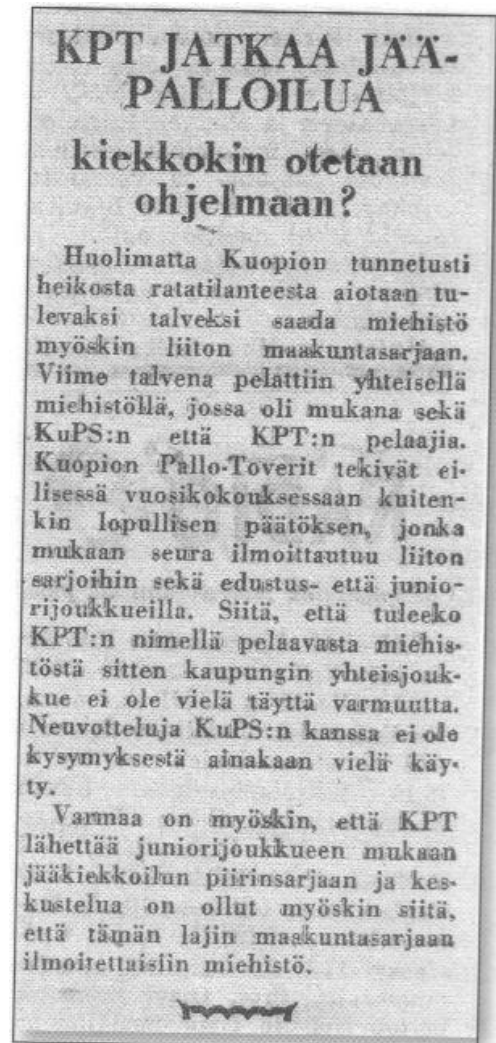 KPT JATKAA JÄÄ-
PALLOILUA
kiekkokin otetaan
ohjelmaan?
Huolimatta Kuopion tunnetusti
heikosta ratatilanteesta aiotaan tu-
levaksi talveksi saada miehistö
myöskin liiton maakuntasarjaan.
Viime talvena pelattiin yhteisellä
miehistöllä, jossa oli mukana sekä
KuPS:n että KPT:n pelaajia.
Kuopion Pallo-Toverit tekivät ei-
lisessä vuosikokouksessaan kuiten-
kin lopullisen päätöksen, jonka
mukaan seura ilmoittautuu liiton
sarjoihin sekä edustus- että junio-
rijoukkueilla. Siitä, että tuleeko
KPT:n nimellä pelaavasta miehis-
töstä sitten kaupungin yhteisjouk-
kue ei ole vielä täyttä varmuutta.
Neuvotteluja KuPS:n kanssa ei ole
kysymyksestä ainakaan vielä käy-
ty.
Varmaa on myöskin, että KPT
lähettää juniorijoukkueen mukaan
jääkiekkoilun piirinsarjaan ja kes-
kustelua on ollut myöskin siitä,
että tämän lajin maakuntasarjaan
ilmoitettaisiin miehistö.